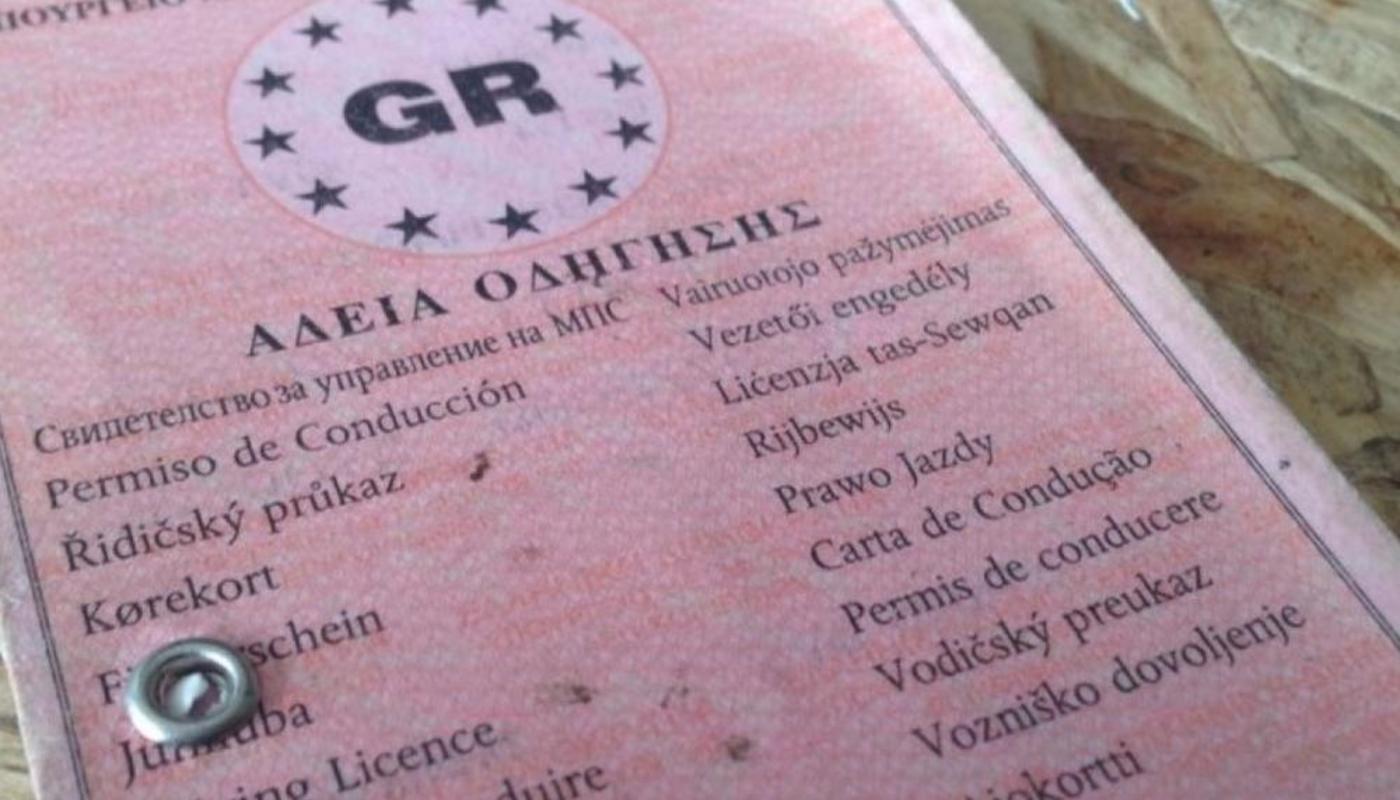 GR
ΑΔΕΙΑ ΟΔΗΓΗΣΗΣ
Свидетелство за управление на МПС
Permiso de Conducción
Řidičský průkaz
Kørekort
Licence
Vairuotojo pažymėjimas
Vezetői engedély
Liċenzja tas-Sewqan
Rijbewijs
Prawo Jazdy
Carta de Condução
Permis de conducere
Vodičský preukaz
Vozniško dovoljenje